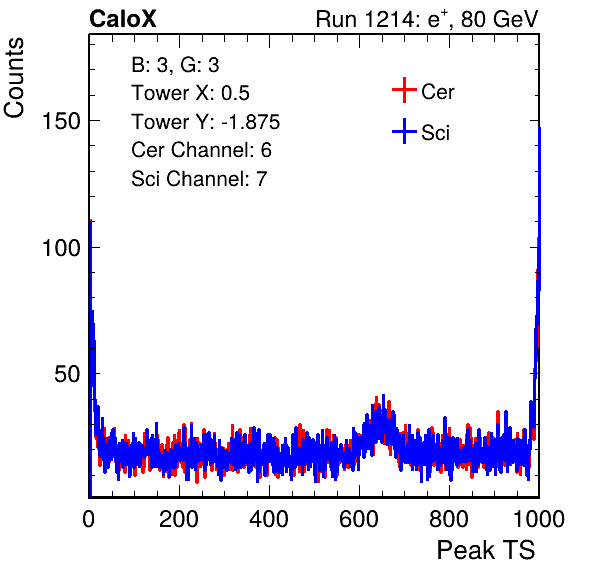 CaloX Run 1214: e+, 80 GeV
Counts
B: 3, G: 3
Tower X: 0.5
Tower Y: -1.875
Cer Channel: 6
Sci Channel: 7
Cer
Sci
150
100
50
0 200 400 600 800 1000
Peak TS